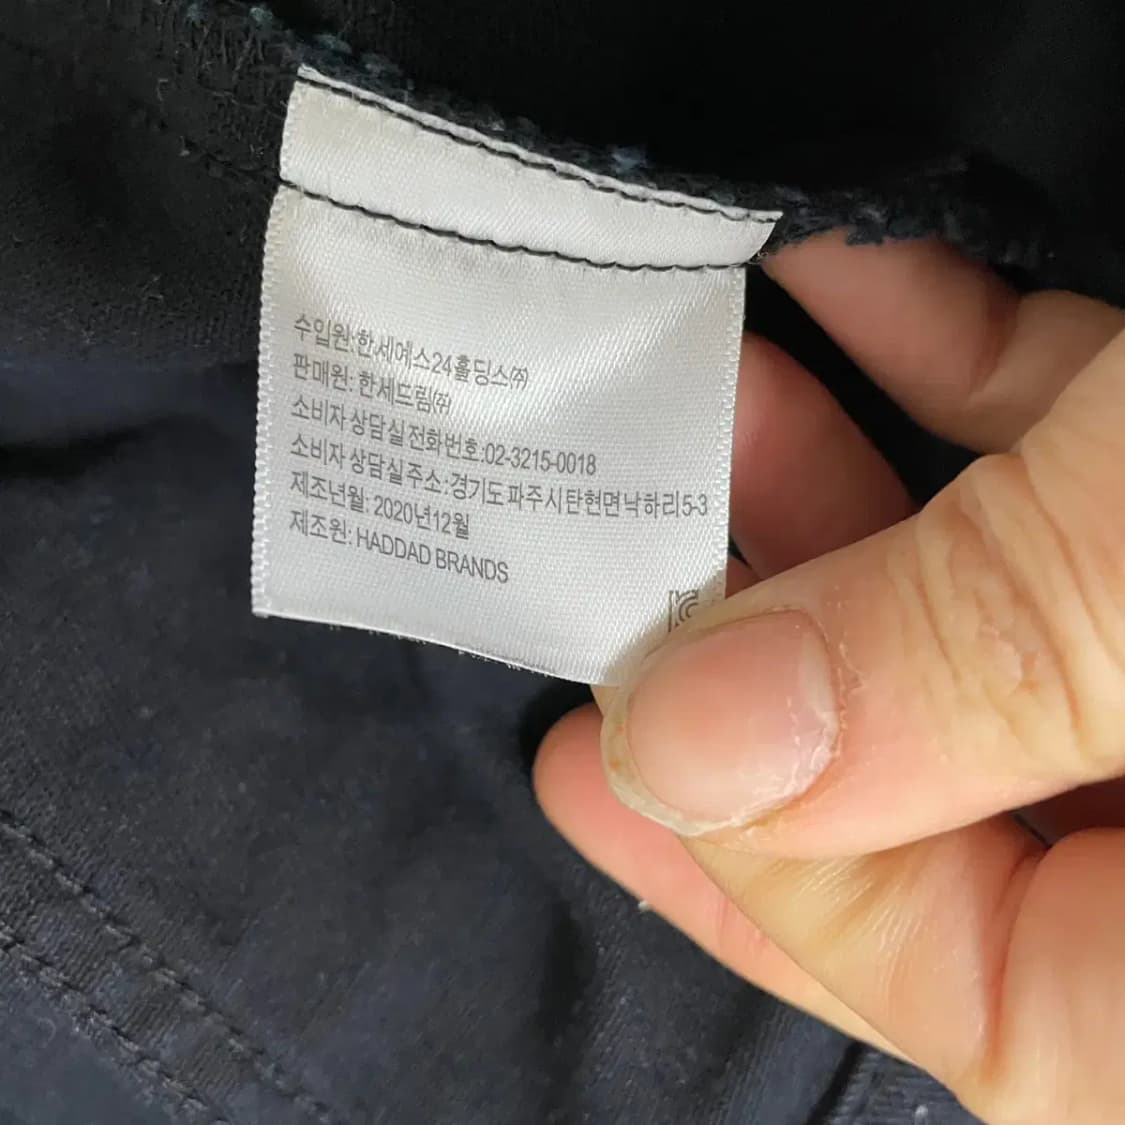 수입원:한세예스24홀딩스㈜
판매원: 한세드림㈜
소비자 상담실 전화번호:02-3215-0018
소비자 상담실 주소:경기도 파주시 탄현면 낙하리 5-3
제조년월: 2020년12월
제조원: HADDAD BRANDS